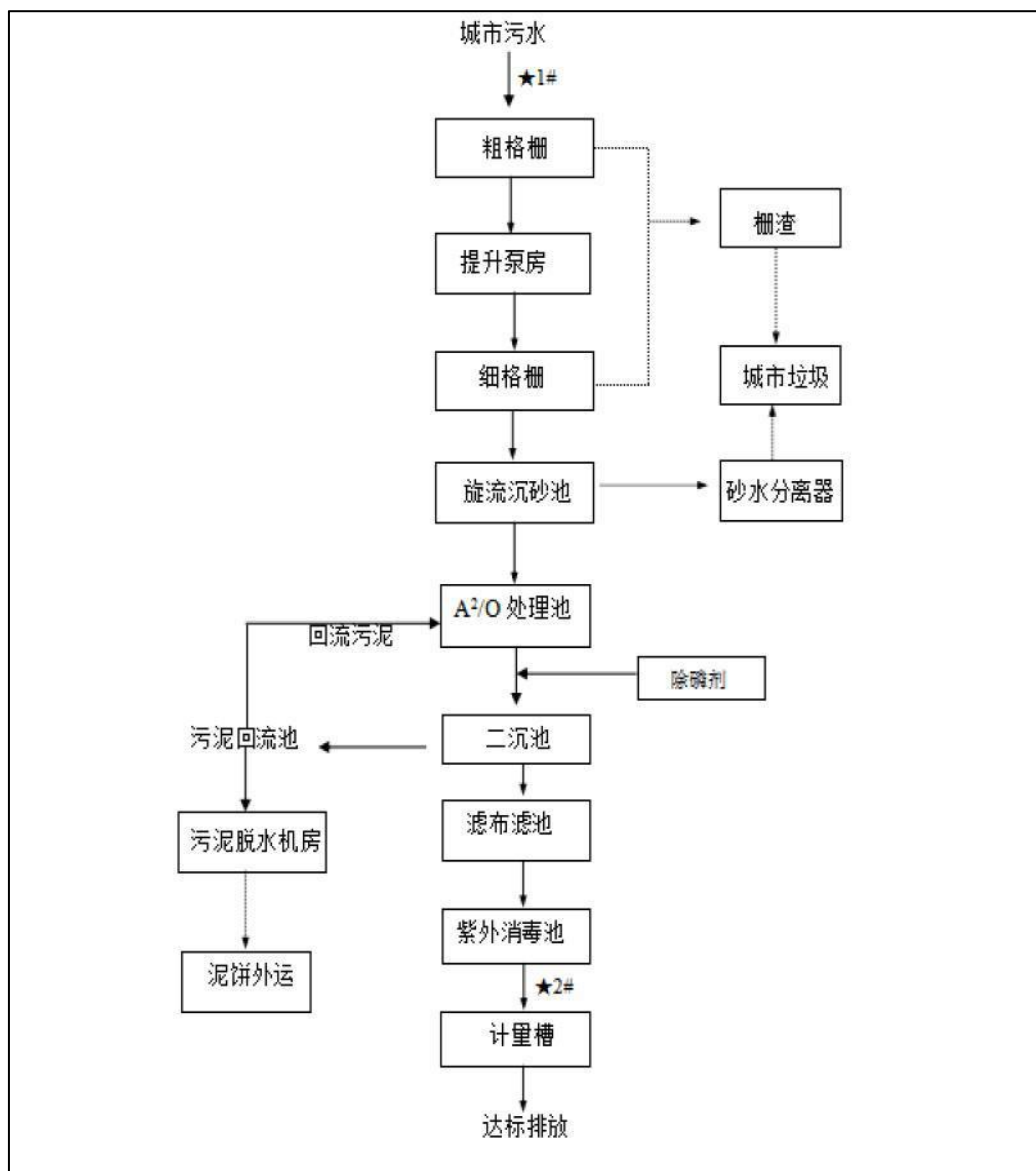 城市污水
★1#
粗格栅
栅渣
提升泵房
细格栅
城市垃圾
旋流沉砂池
砂水分离器
A²/O 处理池
回流污泥
除磷剂
污泥回流池
二沉池
滤布滤池
污泥脱水机房
紫外消毒池
泥饼外运
★2#
计量槽
达标排放